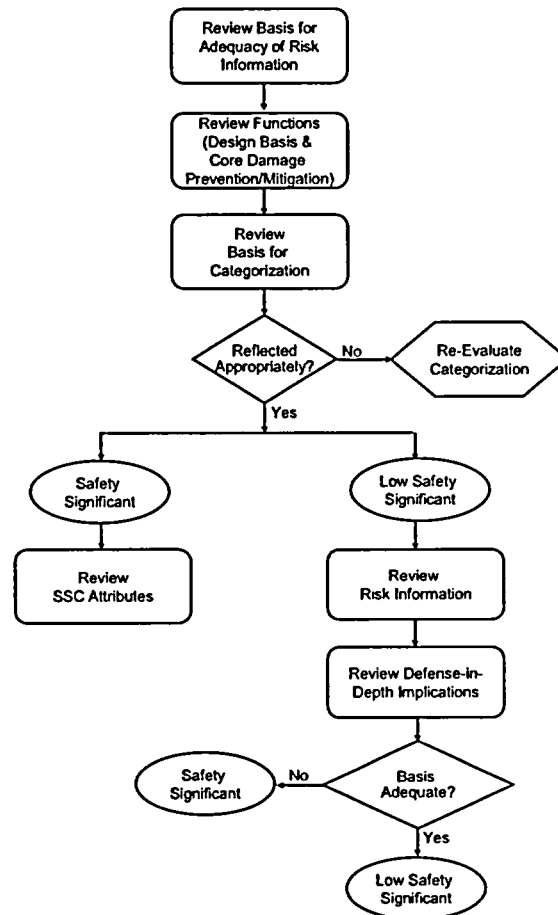 Review Basis for
Adequacy of Risk
Information
Review Functions
(Design Basis &
Core Damage
Prevention/Mitigation)
Review
Basis for
Categorization
Reflected
Appropriately?
No
Re-Evaluate
Categorization
Yes
Safety
Significant
Low Safety
Significant
Review
SSC Attributes
Review
Risk Information
Review Defense-in-
Depth Implications
Safety
Significant
No
Basis
Adequate?
Yes
Low Safety
Significant